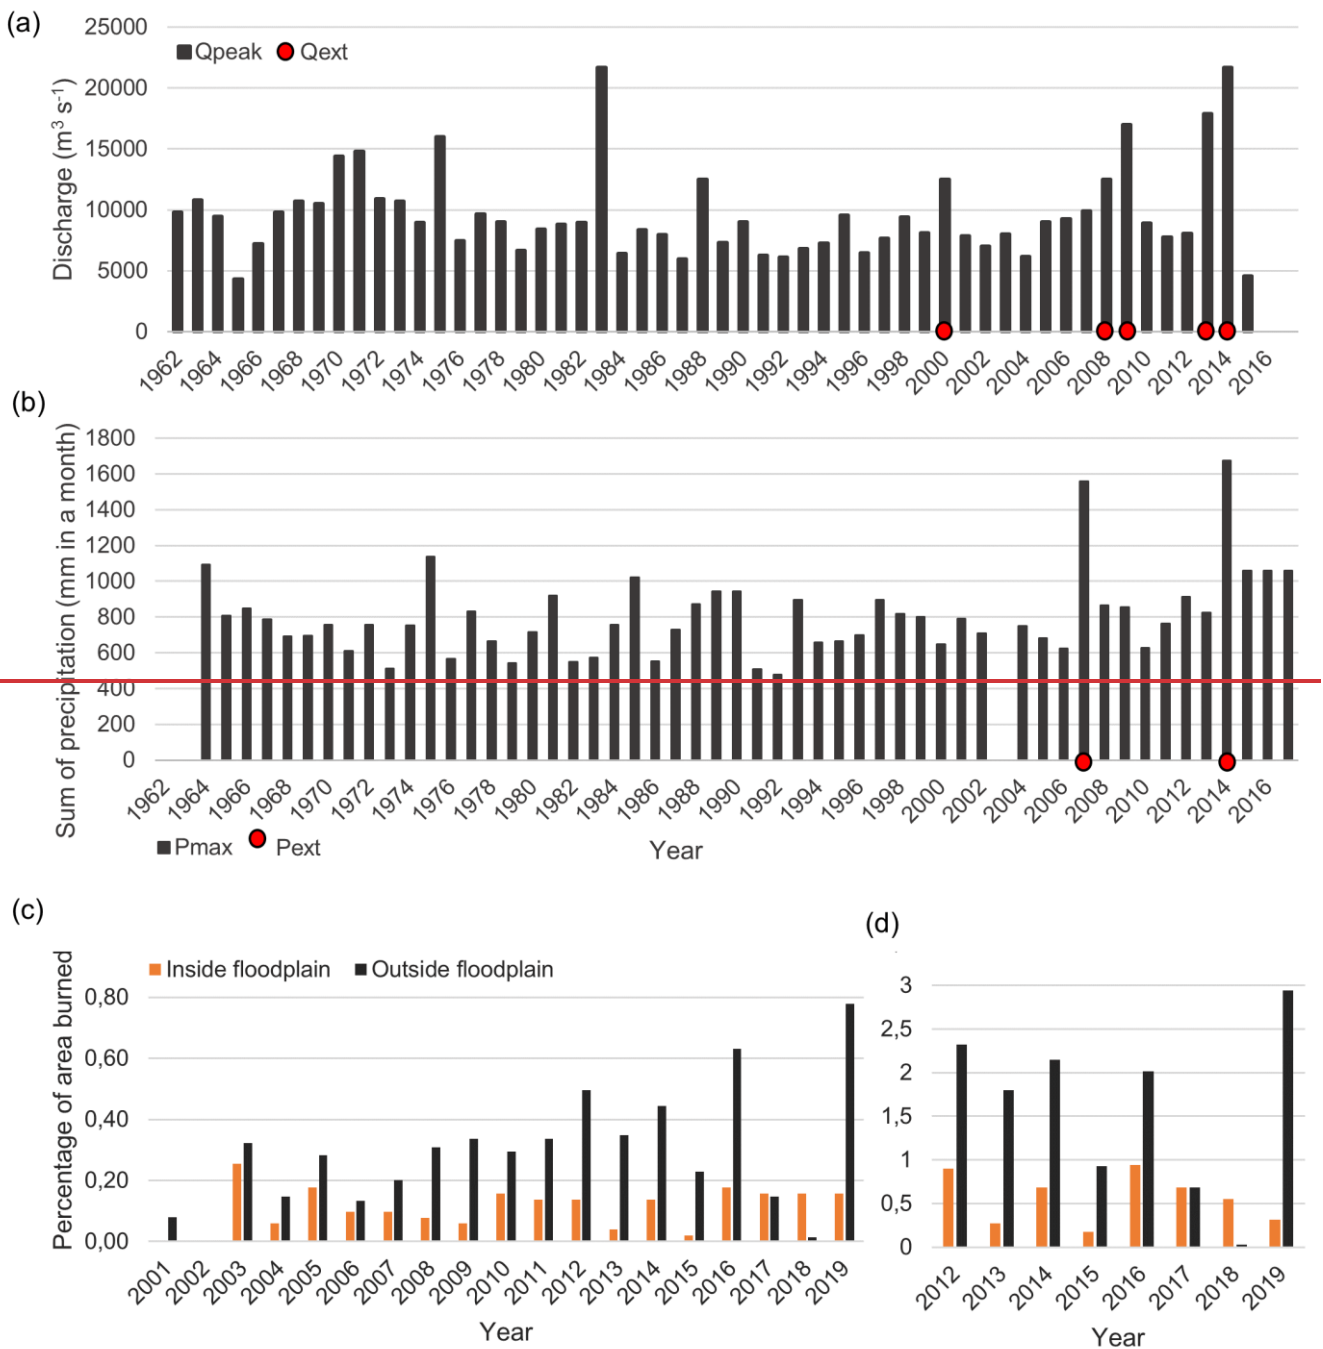 (a)
Discharge (m³ s⁻¹)
25000
20000
15000
10000
5000
0
Qpeak Qext
1962 1964 1966 1968 1970 1972 1974 1976 1978 1980 1982 1984 1986 1988 1990 1992 1994 1996 1998 2000 2002 2004 2006 2008 2010 2012 2014 2016
(b)
Sum of precipitation (mm in a month)
1800
1600
1400
1200
1000
800
600
400
200
0
1962 1964 1966 1968 1970 1972 1974 1976 1978 1980 1982 1984 1986 1988 1990 1992 1994 1996 1998 2000 2002 2004 2006 2008 2010 2012 2014 2016
Pmax Pext
Year
(c)
Percentage of area burned
Inside floodplain Outside floodplain
0,80
0,60
0,40
0,20
0,00
2001 2002 2003 2004 2005 2006 2007 2008 2009 2010 2011 2012 2013 2014 2015 2016 2017 2018 2019
Year
(d)
3
2,5
2
1,5
1
0,5
0
2012 2013 2014 2015 2016 2017 2018 2019
Year